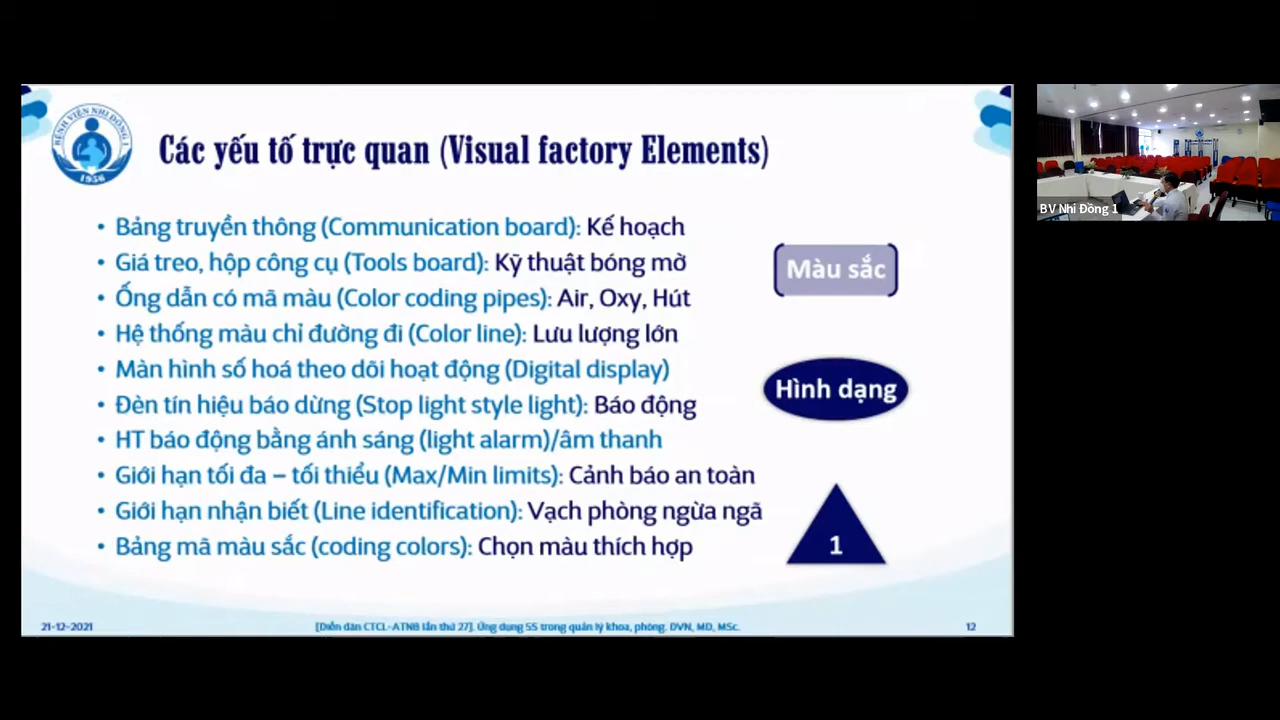 BỆNH VIỆN NHI ĐỒNG 1
1956
Các yếu tố trực quan (Visual factory Elements)
• Bảng truyền thông (Communication board): Kế hoạch
• Giá treo, hộp công cụ (Tools board): Kỹ thuật bóng mờ
• Ống dẫn có mã màu (Color coding pipes): Air, Oxy, Hút
• Hệ thống màu chỉ đường đi (Color line): Lưu lượng lớn
• Màn hình số hoá theo dõi hoạt động (Digital display)
• Đèn tín hiệu báo dừng (Stop light style light): Báo động
• HT báo động bằng ánh sáng (light alarm)/âm thanh
• Giới hạn tối đa – tối thiểu (Max/Min limits): Cảnh báo an toàn
• Giới hạn nhận biết (Line identification): Vạch phòng ngừa ngã
• Bảng mã màu sắc (coding colors): Chọn màu thích hợp
Màu sắc
Hình dạng
1
21-12-2021
[Diễn đàn CTCL-ATNB lần thứ 27]. Ứng dụng 5S trong quản lý khoa, phòng. DVN, MD, MSc.
12
BV Nhi Đồng 1